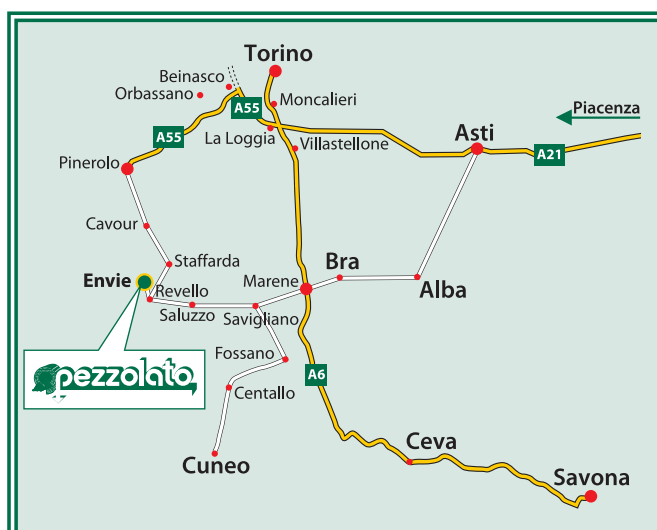 Torino
Beinasco
Orbassano
A55
Moncalieri
Piacenza
A55
La Loggia
Villastellone
Asti
A21
Pinerolo
Cavour
Staffarda
Envie
Revello
Saluzzo
Marene
Bra
Alba
Savigliano
Fossano
pezzolato
A6
Centallo
Ceva
Cuneo
Savona